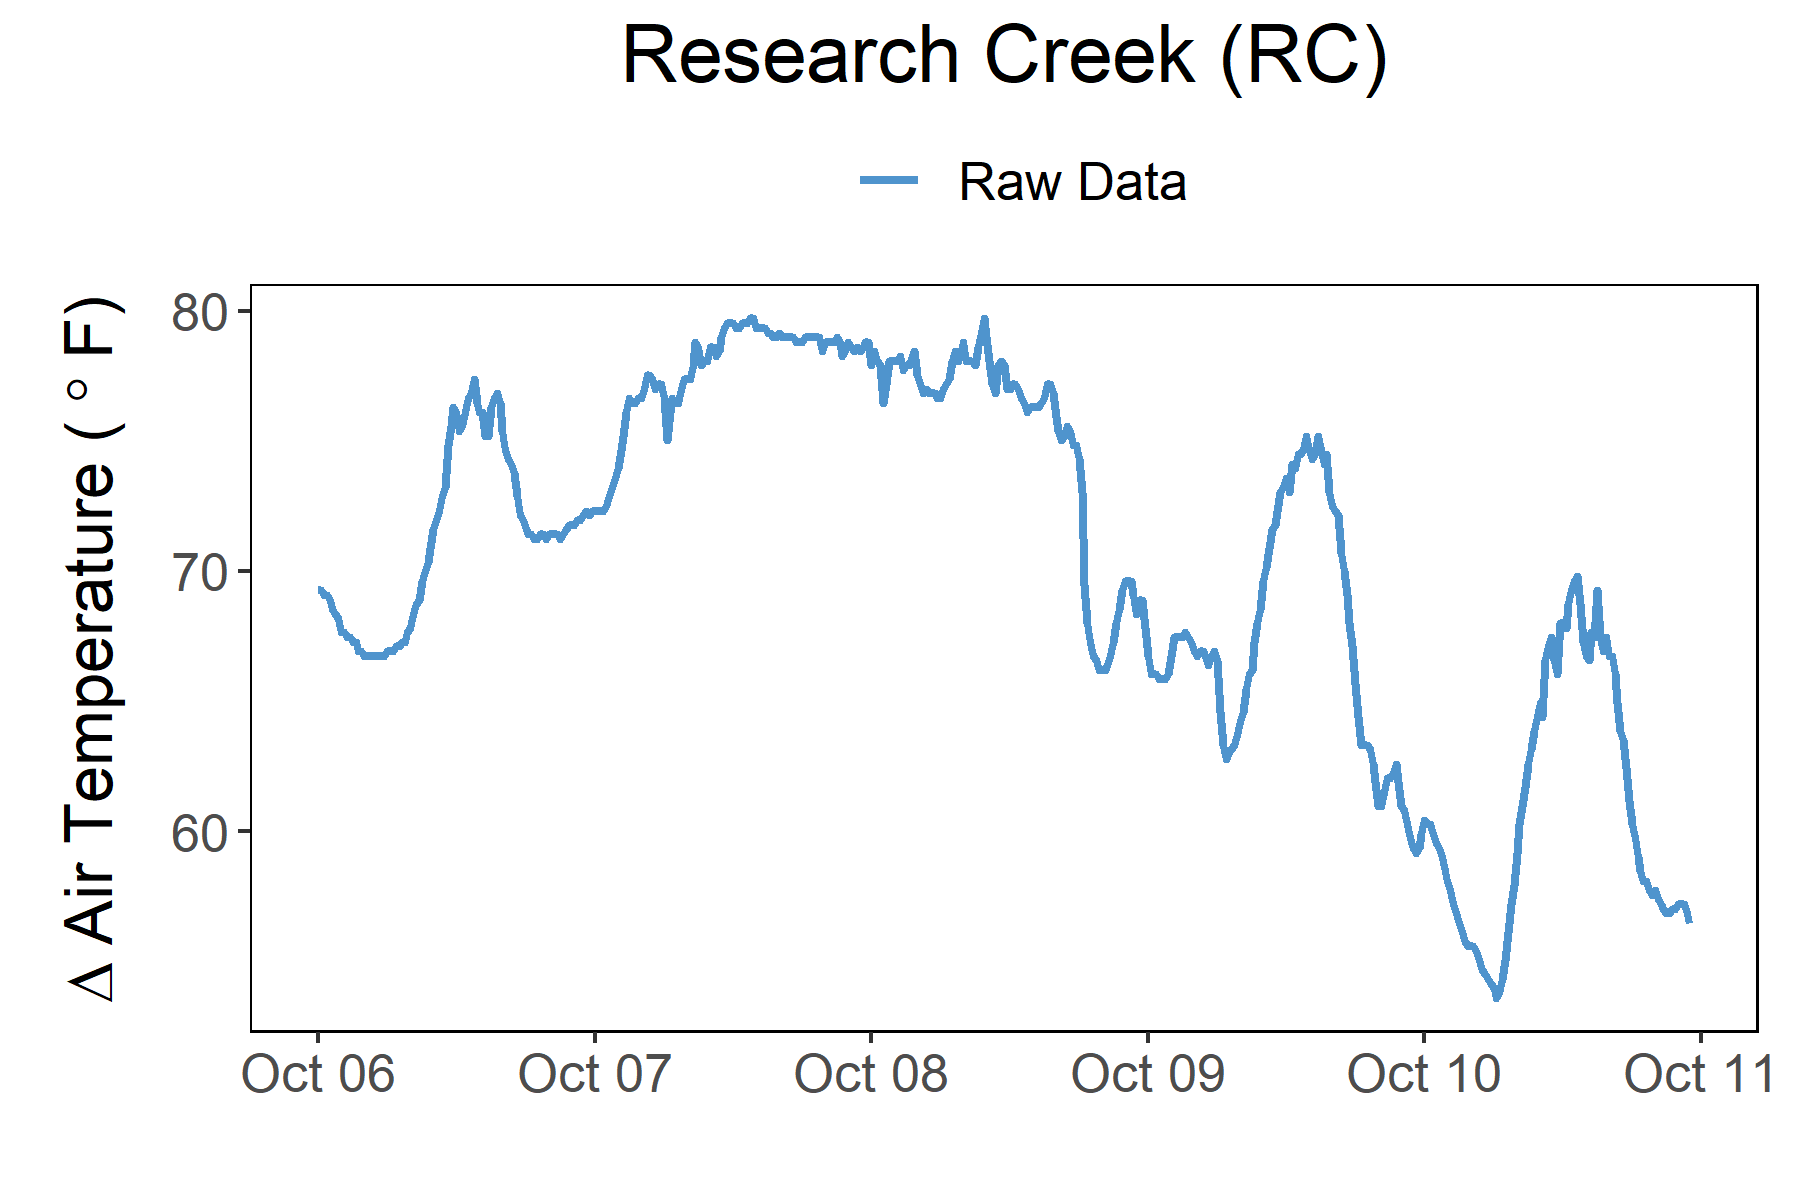 Research Creek (RC)
Raw Data
Δ Air Temperature ( ° F)
80
70
60
Oct 06
Oct 07
Oct 08
Oct 09
Oct 10
Oct 11